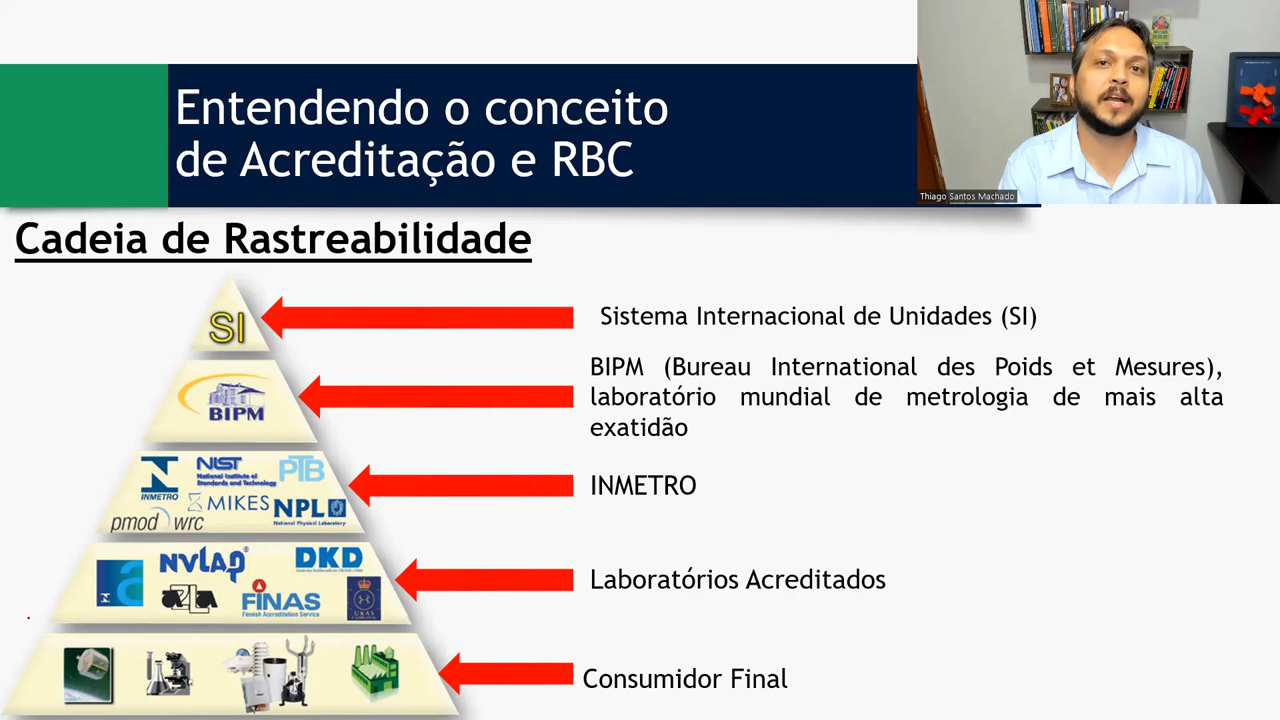 Entendendo o conceito
de Acreditação e RBC
Thiago Santos Machado
Cadeia de Rastreabilidade
SI
Sistema Internacional de Unidades (SI)
BIPM
BIPM (Bureau International des Poids et Mesures),
laboratório mundial de metrologia de mais alta
exatidão
NIST
National Institute of
Standards and Technology
PTB
INMETRO
MIKES
NPL
National Physical Laboratory
pmod wrc
INMETRO
NVLAP®
DKD
a2la
FINAS
Finnish Accreditation Service
UKAS
Laboratórios Acreditados
Consumidor Final